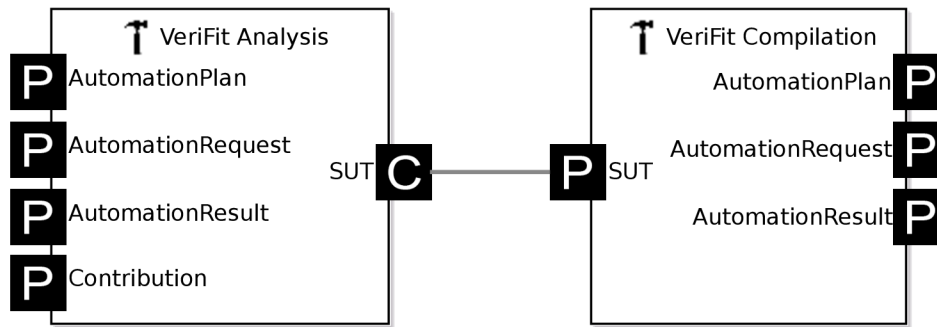 VeriFit Analysis
P AutomationPlan
P AutomationRequest
P AutomationResult
P Contribution
SUT C
VeriFit Compilation
AutomationPlan P
AutomationRequest P
AutomationResult P
P SUT